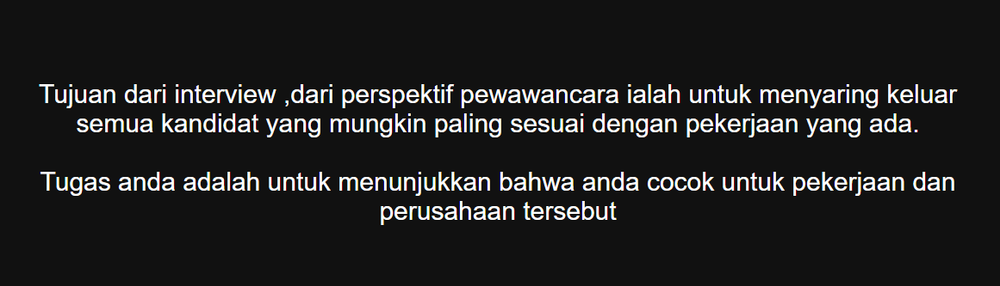 Tujuan dari interview ,dari perspektif pewawancara ialah untuk menyaring keluar
semua kandidat yang mungkin paling sesuai dengan pekerjaan yang ada.
Tugas anda adalah untuk menunjukkan bahwa anda cocok untuk pekerjaan dan
perusahaan tersebut